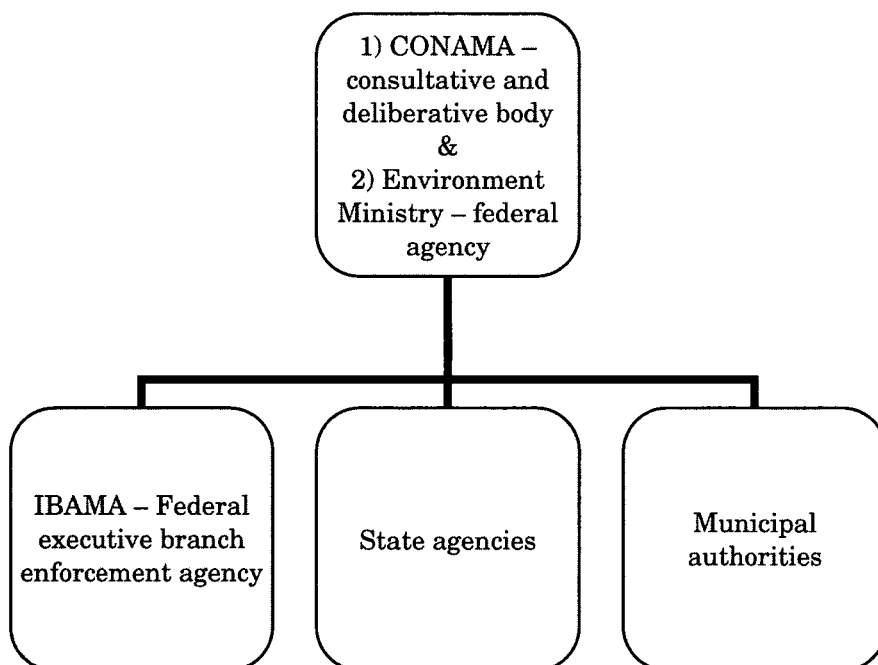 1) CONAMA –
consultative and
deliberative body
&
2) Environment
Ministry – federal
agency
IBAMA – Federal
executive branch
enforcement agency
State agencies
Municipal
authorities